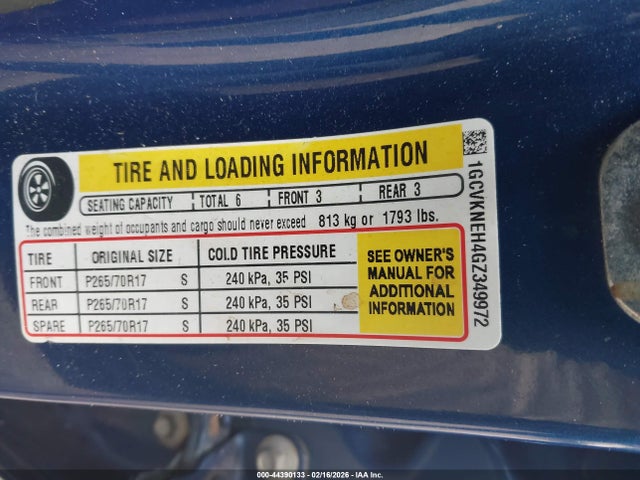 TIRE AND LOADING INFORMATION
SEATING CAPACITY TOTAL 6 FRONT 3 REAR 3
The combined weight of occupants and cargo should never exceed 813 kg or 1793 lbs.
TIRE ORIGINAL SIZE COLD TIRE PRESSURE
FRONT P265/70R17 S 240 kPa, 35 PSI
REAR P265/70R17 S 240 kPa, 35 PSI
SPARE P265/70R17 S 240 kPa, 35 PSI
SEE OWNER'S
MANUAL FOR
ADDITIONAL
INFORMATION
1GCVKNEH4GZ349972
000-44390133 - 02/16/2026 - IAA Inc.